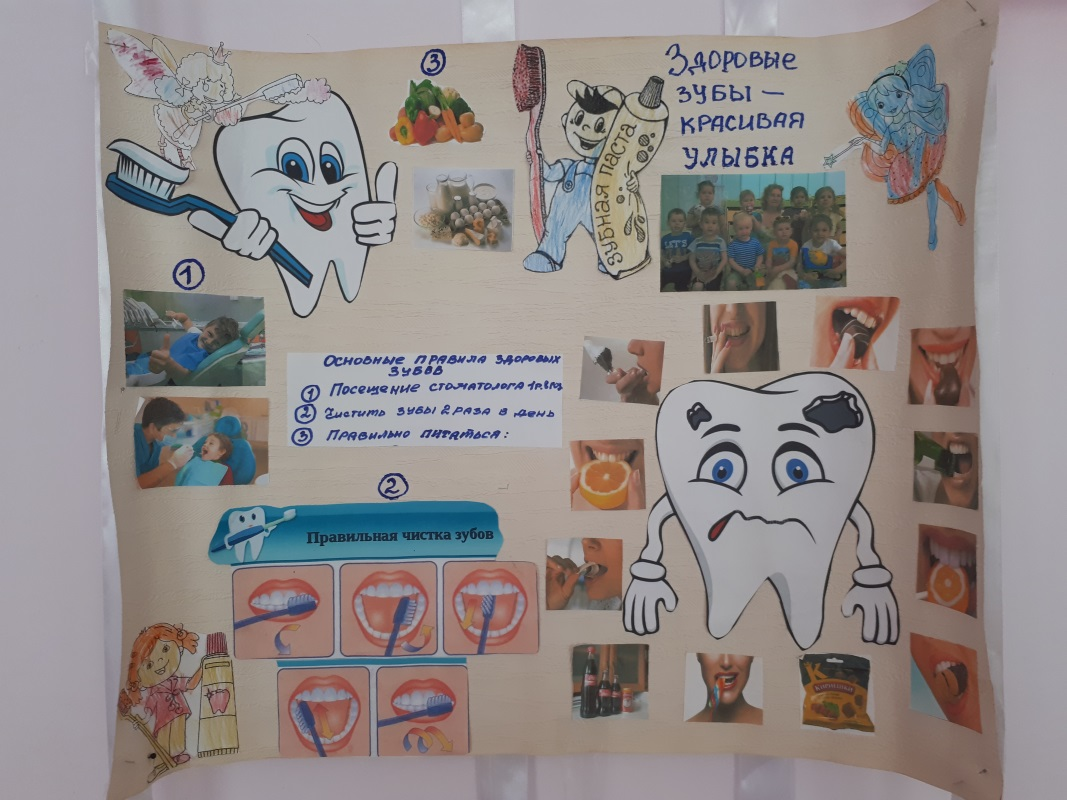 Здоровые
зубы —
красивая
улыбка
зубная паста
LET'S
3
1
Основные правила здоровых
зубов
1 Посещение стоматолога
2 Чистить зубы 2 раза в день
3 Правильно питаться:
2
Правильная чистка зубов